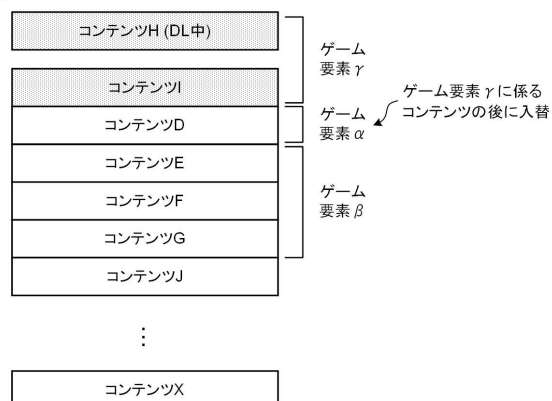 コンテンツH (DL中)
ゲーム
要素γ
コンテンツI
ゲーム要素γに係る
コンテンツの後に入替
コンテンツD
ゲーム
要素α
コンテンツE
コンテンツF
ゲーム
要素β
コンテンツG
コンテンツJ
⋮
コンテンツX